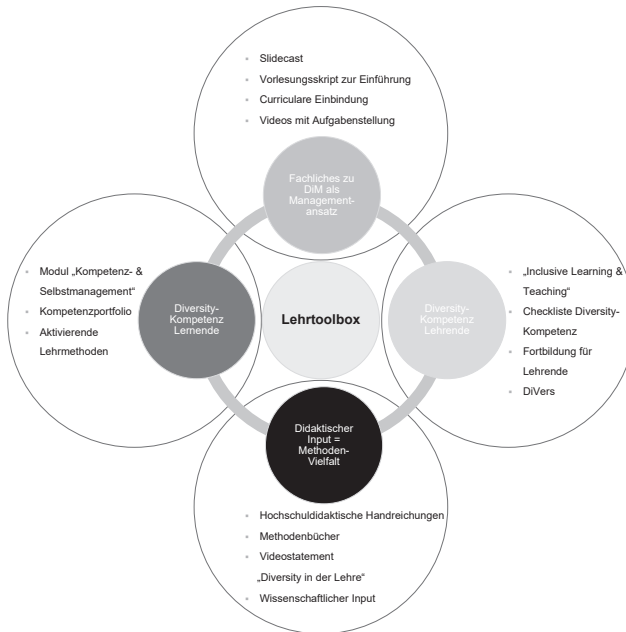 Slidecast
Vorlesungsskript zur Einführung
Curriculare Einbindung
Videos mit Aufgabenstellung
Fachliches zu
DiM als
Management-
ansatz
Modul „Kompetenz- &
Selbstmanagement“
Kompetenzportfolio
Aktivierende
Lehrmethoden
Diversity-
Kompetenz
Lernende
Lehrtoolbox
Diversity-
Kompetenz
Lehrende
„Inclusive Learning &
Teaching“
Checkliste Diversity-
Kompetenz
Fortbildung für
Lehrende
DiVers
Didaktischer
Input =
Methoden-
Vielfalt
Hochschuldidaktische Handreichungen
Methodenbücher
Videostatement
„Diversity in der Lehre“
Wissenschaftlicher Input